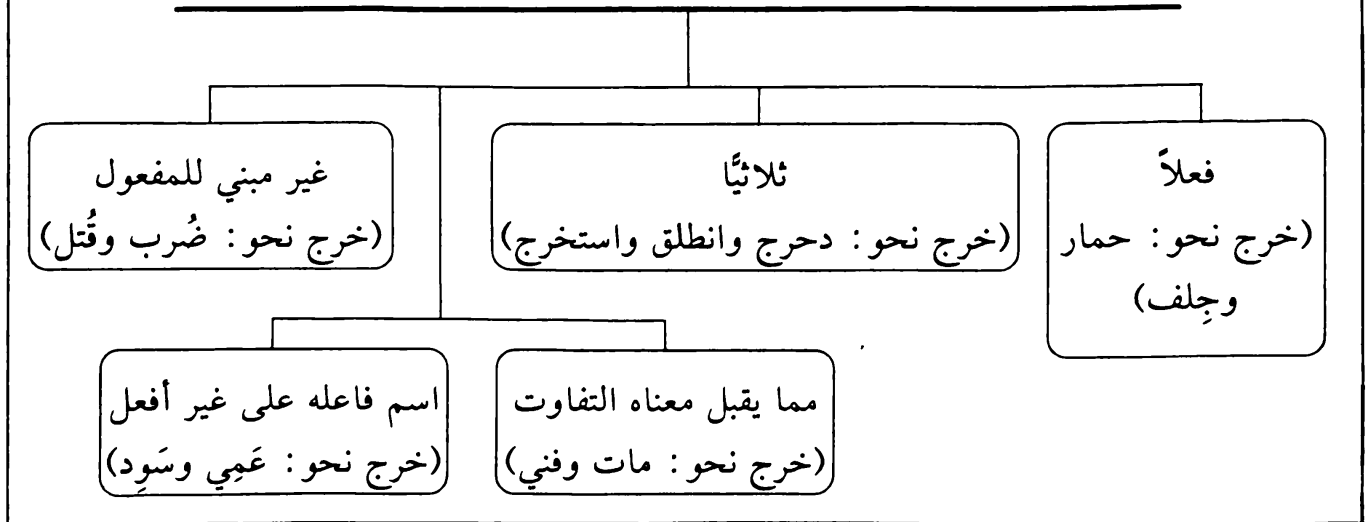 فعلاً
(خرج نحو: حمار
وجِلف)
ثلاثيًّا
(خرج نحو: دحرج وانطلق واستخرج)
غير مبني للمفعول
(خرج نحو: ضُرب وقُتل)
مما يقبل معناه التفاوت
(خرج نحو: مات وفني)
اسم فاعله على غير أفعل
(خرج نحو: عَمِي وسَوِد)